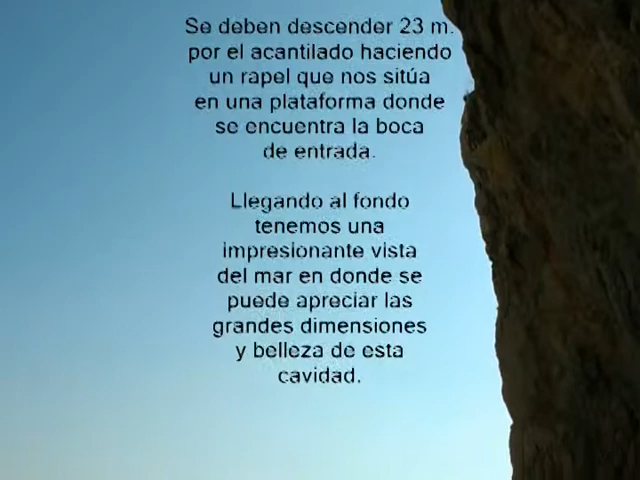 Se deben descender 23 m.
por el acantilado haciendo
un rapel que nos sitúa
en una plataforma donde
se encuentra la boca
de entrada.
Llegando al fondo
tenemos una
impresionante vista
del mar en donde se
puede apreciar las
grandes dimensiones
y belleza de esta
cavidad.